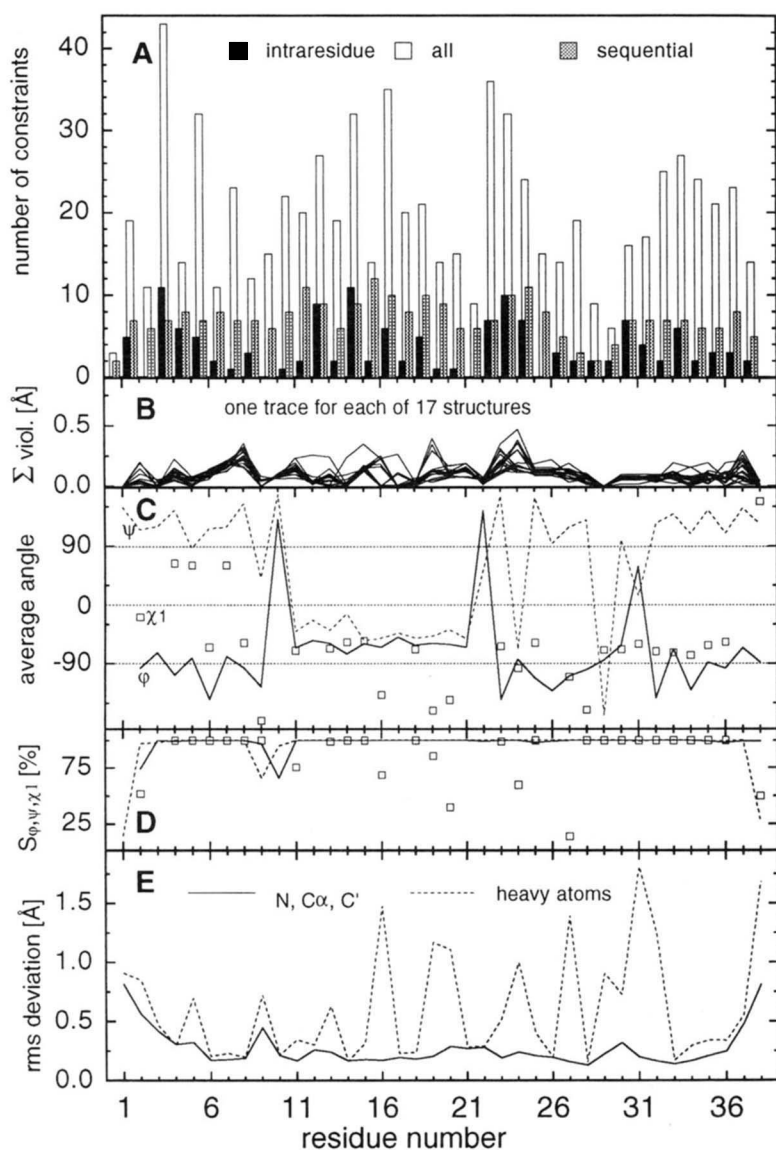 A
intraresidue
all
sequential
number of constraints
40
30
20
10
0
B
one trace for each of 17 structures
Σ viol. [Å]
0.5
0.0
C
ψ
χ1
φ
average angle
90
0
-90
D
Sφ,ψ,χ1 [%]
75
25
E
N, Cα, C'
heavy atoms
rms deviation [Å]
1.5
1.0
0.5
0.0
1 6 11 16 21 26 31 36
residue number